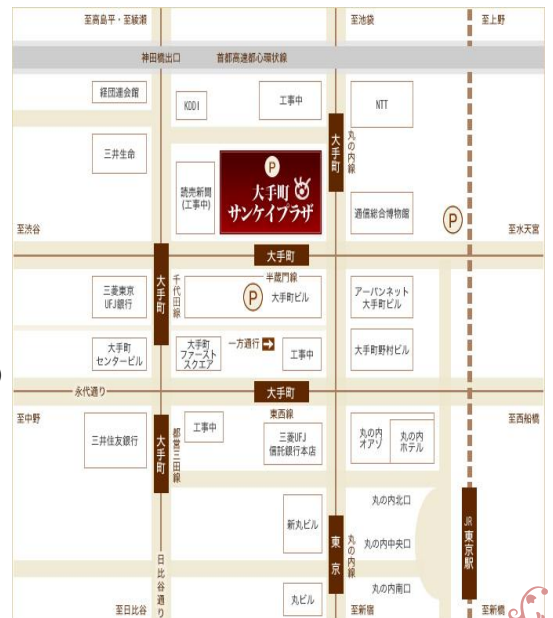 至高島平・至綾瀬
至池袋
至上野
神田橋出口
首都高速都心環状線
経団連会館
KDDI
工事中
NTT
三井生命
読売新聞
(工事中)
P
大手町
サンケイプラザ
大手町
丸の内線
逓信総合博物館
P
至渋谷
至水天宮
大手町
半蔵門線
三菱東京
UFJ銀行
大手町
千代田線
P
大手町ビル
アーバンネット
大手町ビル
大手町
センタービル
大手町
ファースト
スクエア
一方通行
工事中
大手町野村ビル
永代通り
大手町
東西線
至中野
至西船橋
三井住友銀行
大手町
都営三田線
工事中
三菱UFJ
信託銀行本店
丸の内
オアゾ
丸の内
ホテル
新丸ビル
東京
丸の内線
丸の内北口
丸の内中央口
丸の内南口
JR
東京駅
日比谷通り
丸ビル
至日比谷
至新宿
至新橋